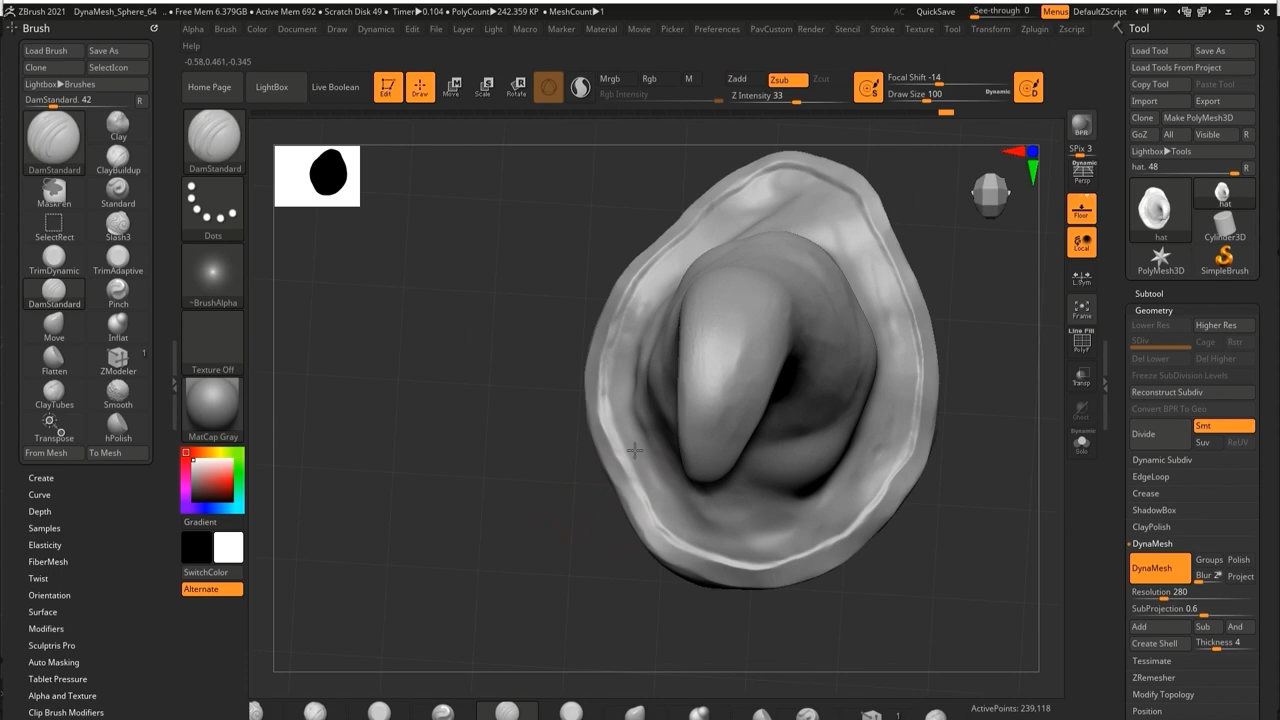 ZBrush 2021 DynaMesh_Sphere_64 .. • Free Mem 6.379GB • Active Mem 692 • Scratch Disk 49 • Timer▶0.104 • PolyCount▶242.359 KP • MeshCount▶1 AC QuickSave See-through 0 Menus DefaultZScript
Brush
Alpha Brush Color Document Draw Dynamics Edit File Layer Light Macro Marker Material Movie Picker Preferences PavCustom Render Stencil Stroke Texture Tool Transform Zplugin Zscript
Help
-0.58,0.461,-0.345
Load Brush Save As
Clone SelectIcon
Lightbox▶Brushes
DamStandard. 42 R
DamStandard
Clay
ClayBuildup
MaskPen Standard
SelectRect Slash3
TrimDynamic TrimAdaptive
DamStandard Pinch
Move Inflat
Flatten ZModeler
1
ClayTubes Smooth
Transpose hPolish
From Mesh To Mesh
Create
Curve
Depth
Samples
Elasticity
FiberMesh
Twist
Orientation
Surface
Modifiers
Sculptris Pro
Auto Masking
Tablet Pressure
Alpha and Texture
Clip Brush Modifiers
Home Page LightBox Live Boolean Edit Draw Move Scale Rotate
Mrgb Rgb M
Rgb Intensity
Zadd Zsub Zcut
Z Intensity 33
S
Focal Shift -14
Draw Size 100 Dynamic
D
DamStandard
Dots
~BrushAlpha
Texture Off
MatCap Gray
Gradient
SwitchColor
Alternate
BPR
SPix 3
Dynamic
Persp
Floor
Local
L.Sym
Frame
Line Fill
PolyF
Transp
Ghost
Dynamic
Solo
Tool
Load Tool Save As
Load Tools From Project
Copy Tool Paste Tool
Import Export
Clone Make PolyMesh3D
GoZ All Visible R
Lightbox▶Tools
hat. 48 R
hat
hat
Cylinder3D
PolyMesh3D SimpleBrush
Subtool
Geometry
Lower Res Higher Res
SDiv Cage Rstr
Del Lower Del Higher
Freeze SubDivision Levels
Reconstruct Subdiv
Convert BPR To Geo
Divide
Smt
Suv ReUV
Dynamic Subdiv
EdgeLoop
Crease
ShadowBox
ClayPolish
DynaMesh
DynaMesh
Groups Polish
Blur 2 Project
Resolution 280
SubProjection 0.6
Add Sub And
Create Shell Thickness 4
Tessimate
ZRemesher
Modify Topology
Position
1
ActivePoints: 239,118